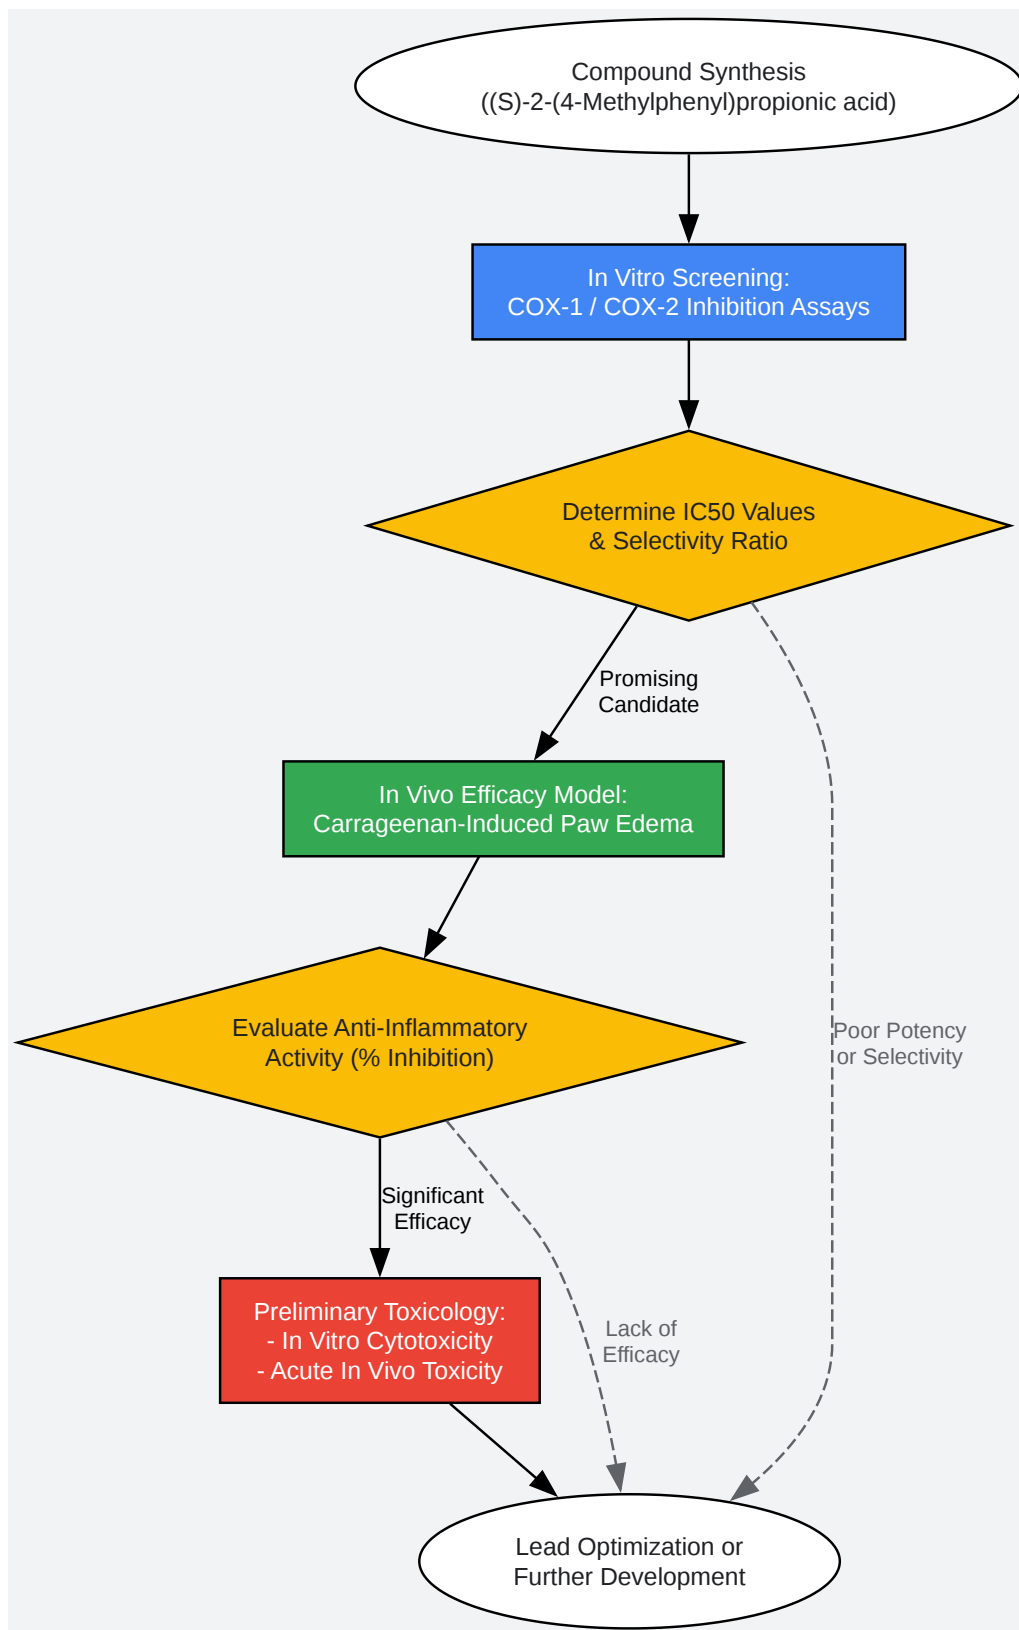 Compound Synthesis
((S)-2-(4-Methylphenyl)propionic acid)
In Vitro Screening:
COX-1 / COX-2 Inhibition Assays
Determine IC50 Values
& Selectivity Ratio
Promising
Candidate
In Vivo Efficacy Model:
Carrageenan-Induced Paw Edema
Evaluate Anti-Inflammatory
Activity (% Inhibition)
Poor Potency
or Selectivity
Significant
Efficacy
Preliminary Toxicology:
- In Vitro Cytotoxicity
- Acute In Vivo Toxicity
Lack of
Efficacy
Lead Optimization or
Further Development